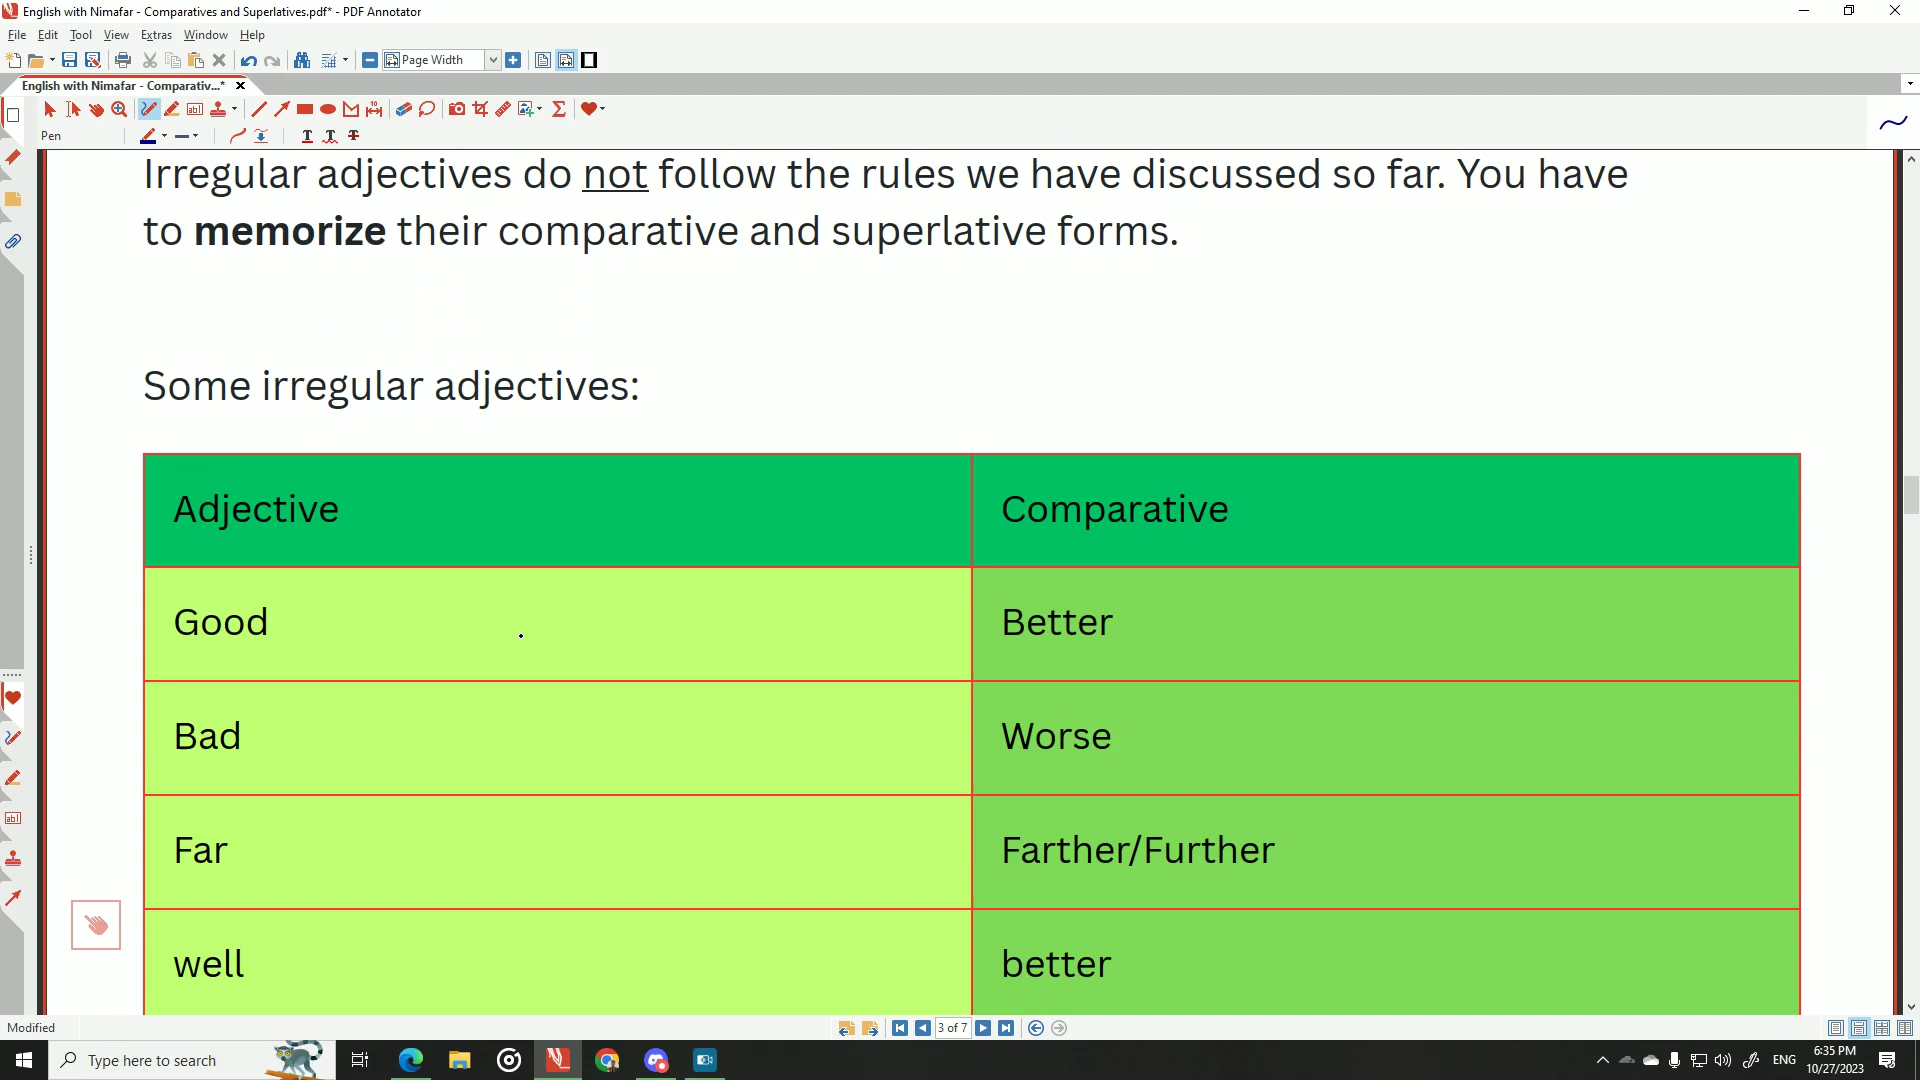 English with Nimafar - Comparatives and Superlatives.pdf* - PDF Annotator
File Edit Tool View Extras Window Help
Page Width
English with Nimafar - Comparativ...*
Pen
Irregular adjectives do not follow the rules we have discussed so far. You have
to memorize their comparative and superlative forms.
Some irregular adjectives:
Adjective Comparative
Good Better
Bad Worse
Far Farther/Further
well better
Modified 3 of 7
Type here to search ENG 6:35 PM
10/27/2023